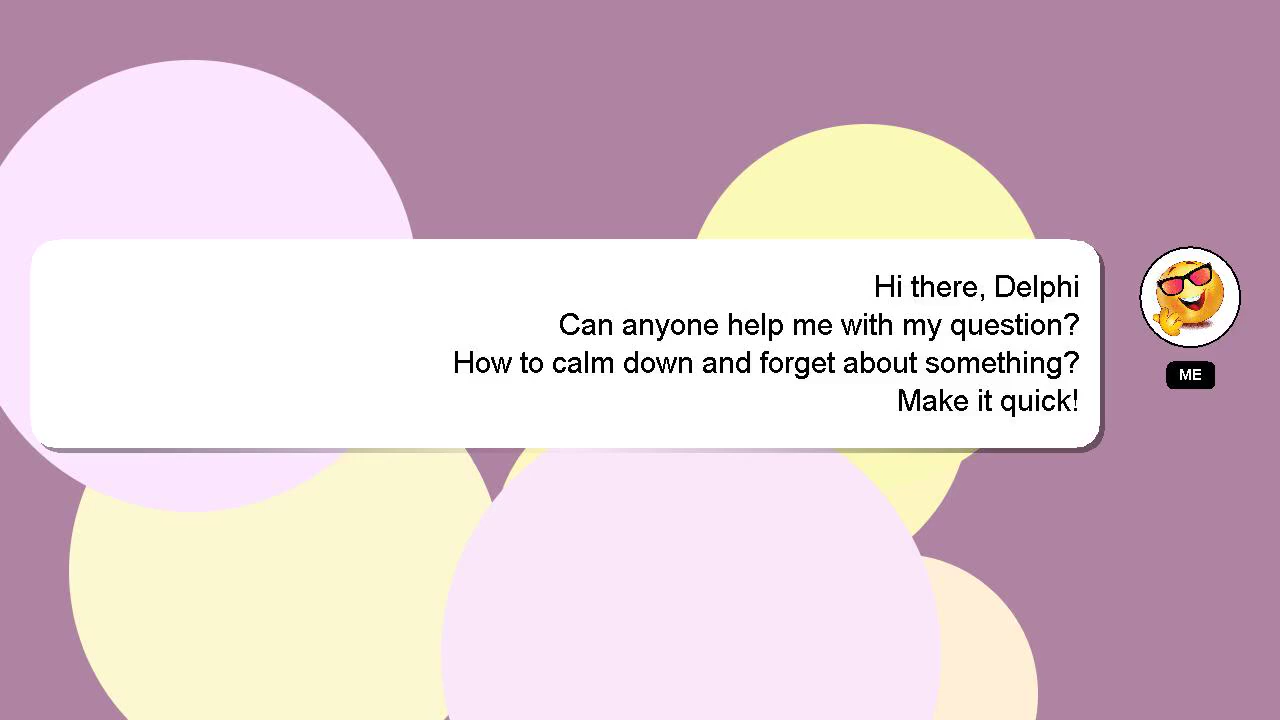 Hi there, Delphi
Can anyone help me with my question?
How to calm down and forget about something?
Make it quick!
ME